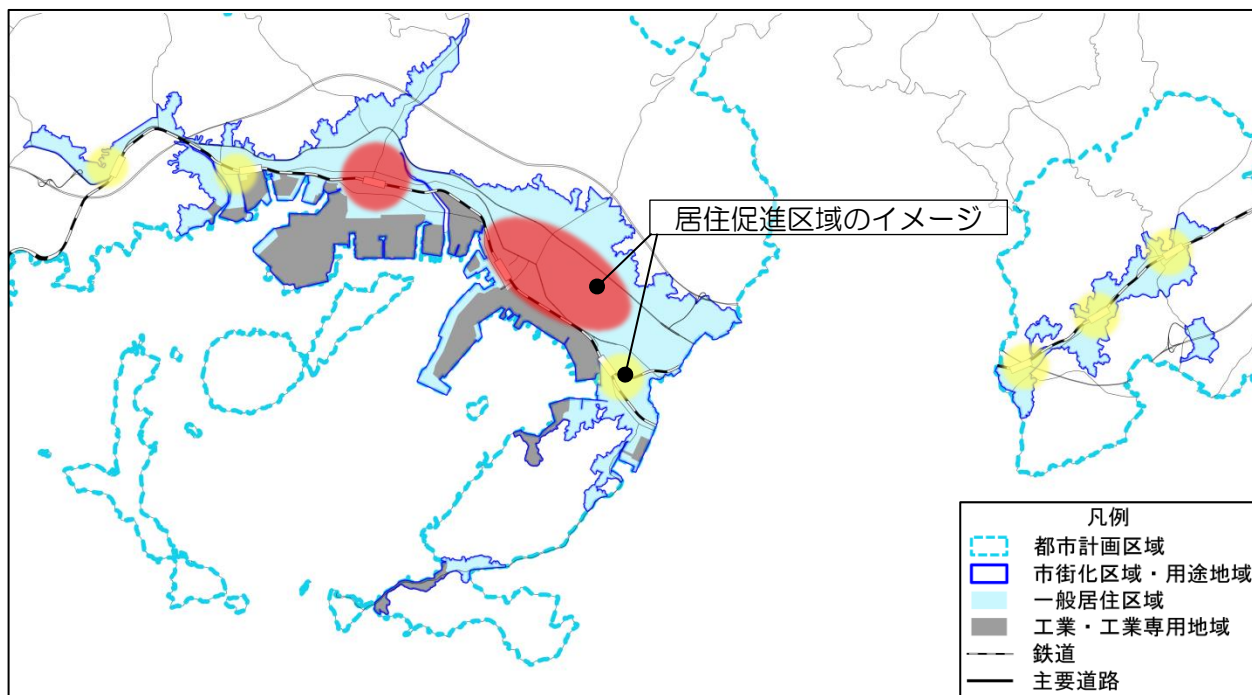 居住促進区域のイメージ
凡例
都市計画区域
市街化区域・用途地域
一般居住区域
工業・工業専用地域
鉄道
主要道路